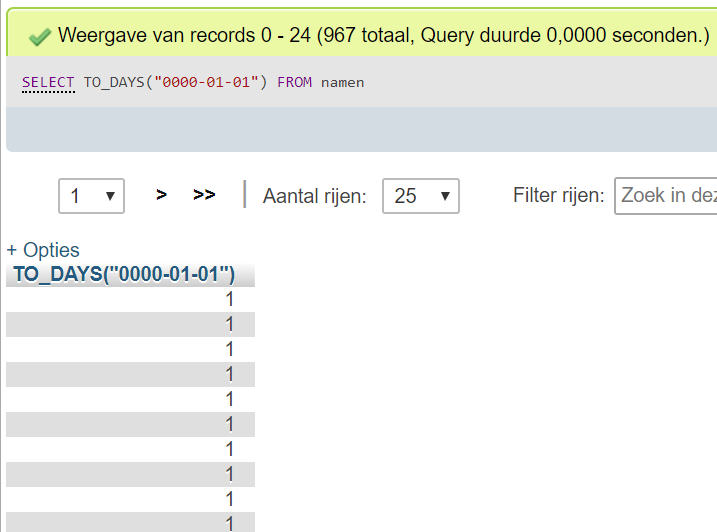 Weergave van records 0 - 24 (967 totaal, Query duurde 0,0000 seconden.)
SELECT TO_DAYS("0000-01-01") FROM namen
1 ▼ > >> Aantal rijen: 25 ▼ Filter rijen: Zoek in dez
+ Opties
TO_DAYS("0000-01-01")
1
1
1
1
1
1
1
1
1
1